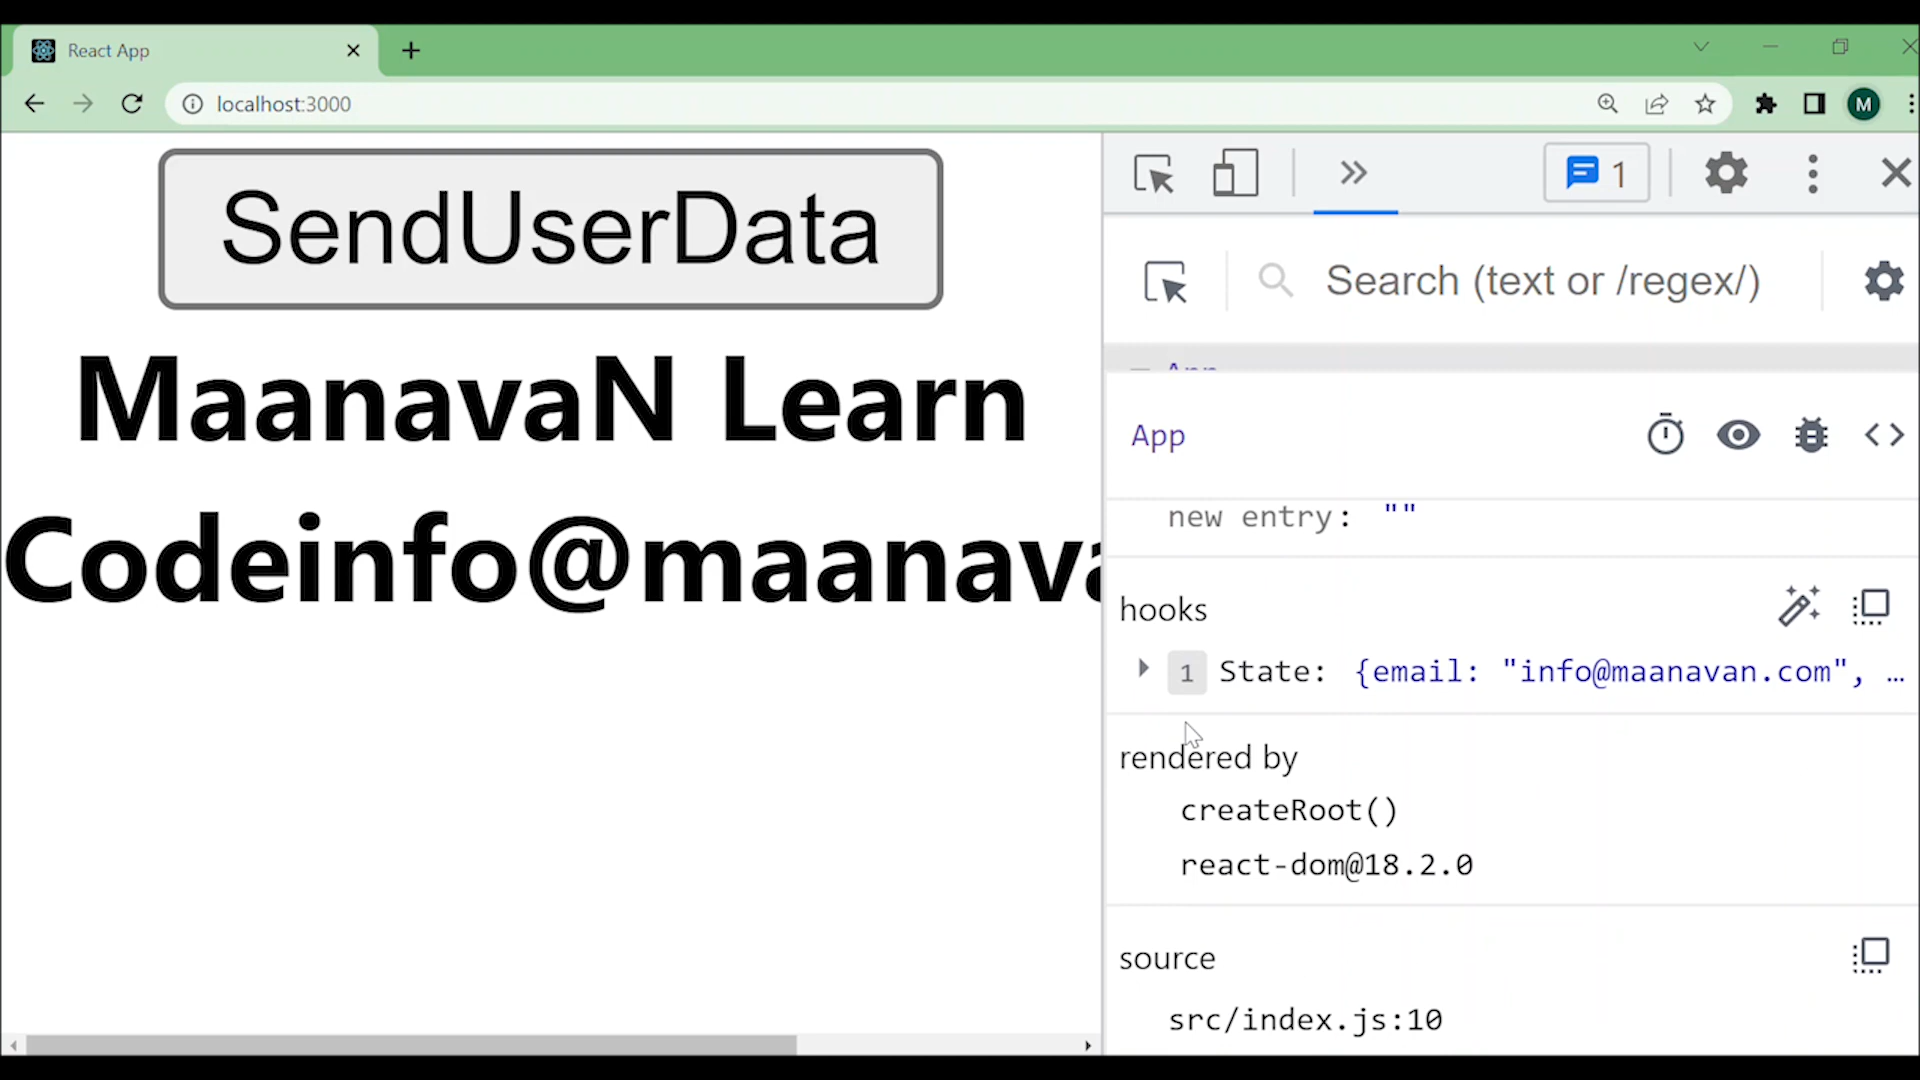 React App
localhost:3000
M
SendUserData
MaanavaN Learn
Codeinfo@maanava
1
Search (text or /regex/)
App
App
new entry: ""
hooks
1 State: {email: "info@maanavan.com", …
rendered by
createRoot()
react-dom@18.2.0
source
src/index.js:10